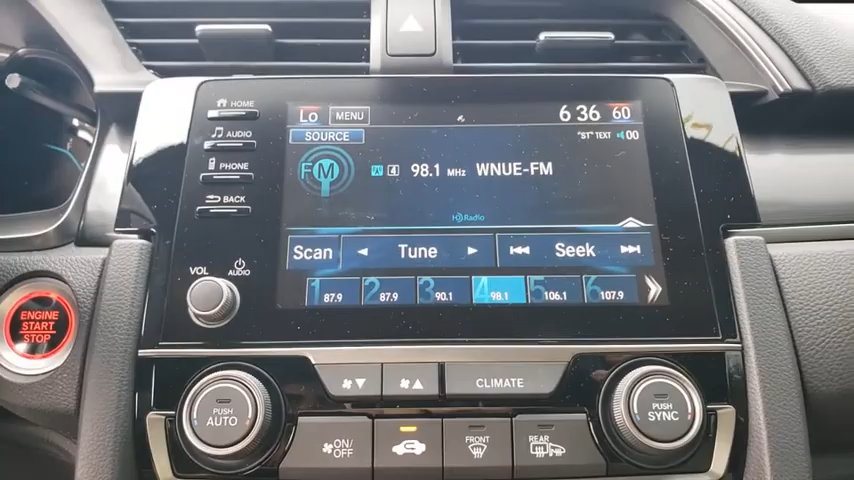 HOME
AUDIO
PHONE
BACK
VOL AUDIO
Lo MENU 6 36 60
SOURCE "ST" TEXT 00
FM 4 98.1 MHz WNUE-FM
HD Radio
Scan Tune Seek
1 87.9 2 87.9 3 90.1 4 98.1 5 106.1 6 107.9
ENGINE
START
STOP
CLIMATE
PUSH
AUTO
PUSH
SYNC
ON/
OFF
FRONT
REAR